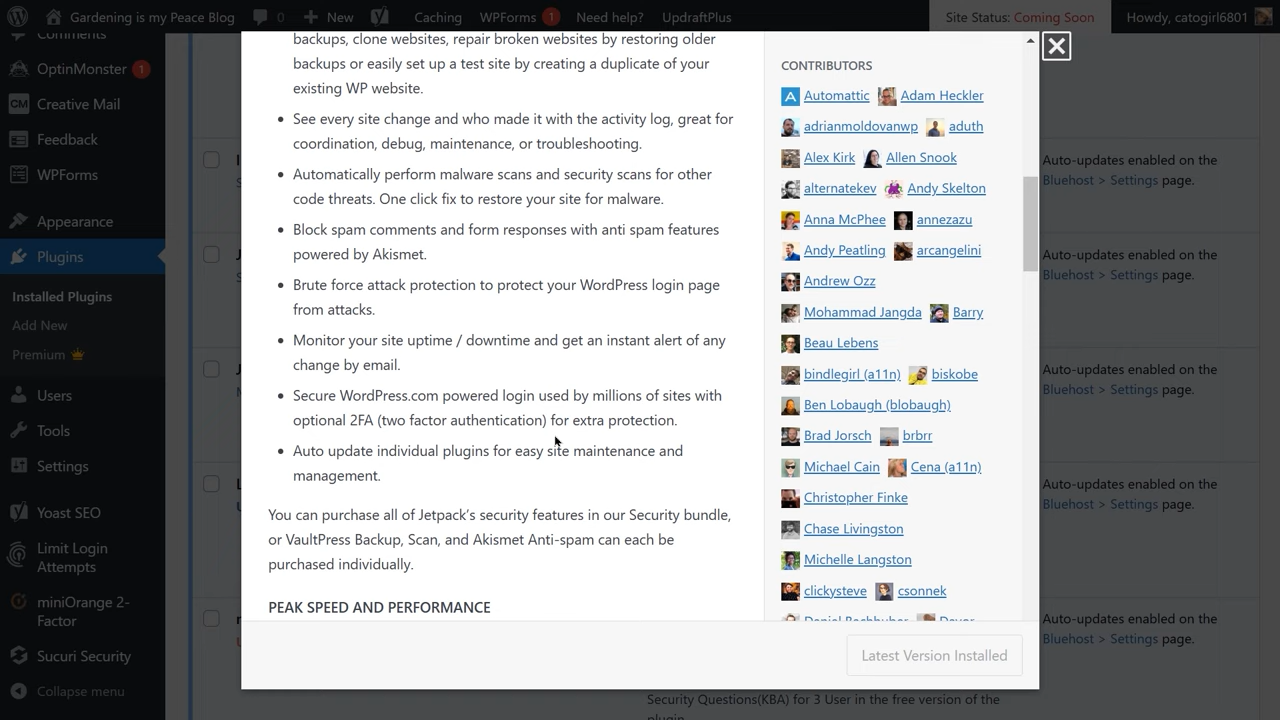 Gardening is my Peace Blog 0 New Caching WPForms 1 Need help? UpdraftPlus Site Status: Coming Soon Howdy, catogirl6801
Comments
OptinMonster 1
Creative Mail
Feedback
WPForms
Appearance
Plugins
Installed Plugins
Add New
Premium
Users
Tools
Settings
Yoast SEO
Limit Login
Attempts
miniOrange 2-
Factor
Sucuri Security
Collapse menu
backups, clone websites, repair broken websites by restoring older
backups or easily set up a test site by creating a duplicate of your
existing WP website.
See every site change and who made it with the activity log, great for
coordination, debug, maintenance, or troubleshooting.
Automatically perform malware scans and security scans for other
code threats. One click fix to restore your site for malware.
Block spam comments and form responses with anti spam features
powered by Akismet.
Brute force attack protection to protect your WordPress login page
from attacks.
Monitor your site uptime / downtime and get an instant alert of any
change by email.
Secure WordPress.com powered login used by millions of sites with
optional 2FA (two factor authentication) for extra protection.
Auto update individual plugins for easy site maintenance and
management.
You can purchase all of Jetpack's security features in our Security bundle,
or VaultPress Backup, Scan, and Akismet Anti-spam can each be
purchased individually.
PEAK SPEED AND PERFORMANCE
CONTRIBUTORS
Automattic Adam Heckler
adrianmoldovanwp aduth
Alex Kirk Allen Snook
alternatekev Andy Skelton
Anna McPhee annezazu
Andy Peatling arcangelini
Andrew Ozz
Mohammad Jangda Barry
Beau Lebens
bindlegirl (a11n) biskobe
Ben Lobaugh (blobaugh)
Brad Jorsch brbrr
Michael Cain Cena (a11n)
Christopher Finke
Chase Livingston
Michelle Langston
clickysteve csonnek
Latest Version Installed
Auto-updates enabled on the
Bluehost > Settings page.
Auto-updates enabled on the
Bluehost > Settings page.
Auto-updates enabled on the
Bluehost > Settings page.
Auto-updates enabled on the
Bluehost > Settings page.
Auto-updates enabled on the
Bluehost > Settings page.
Security Questions(KBA) for 3 User in the free version of the
plugin